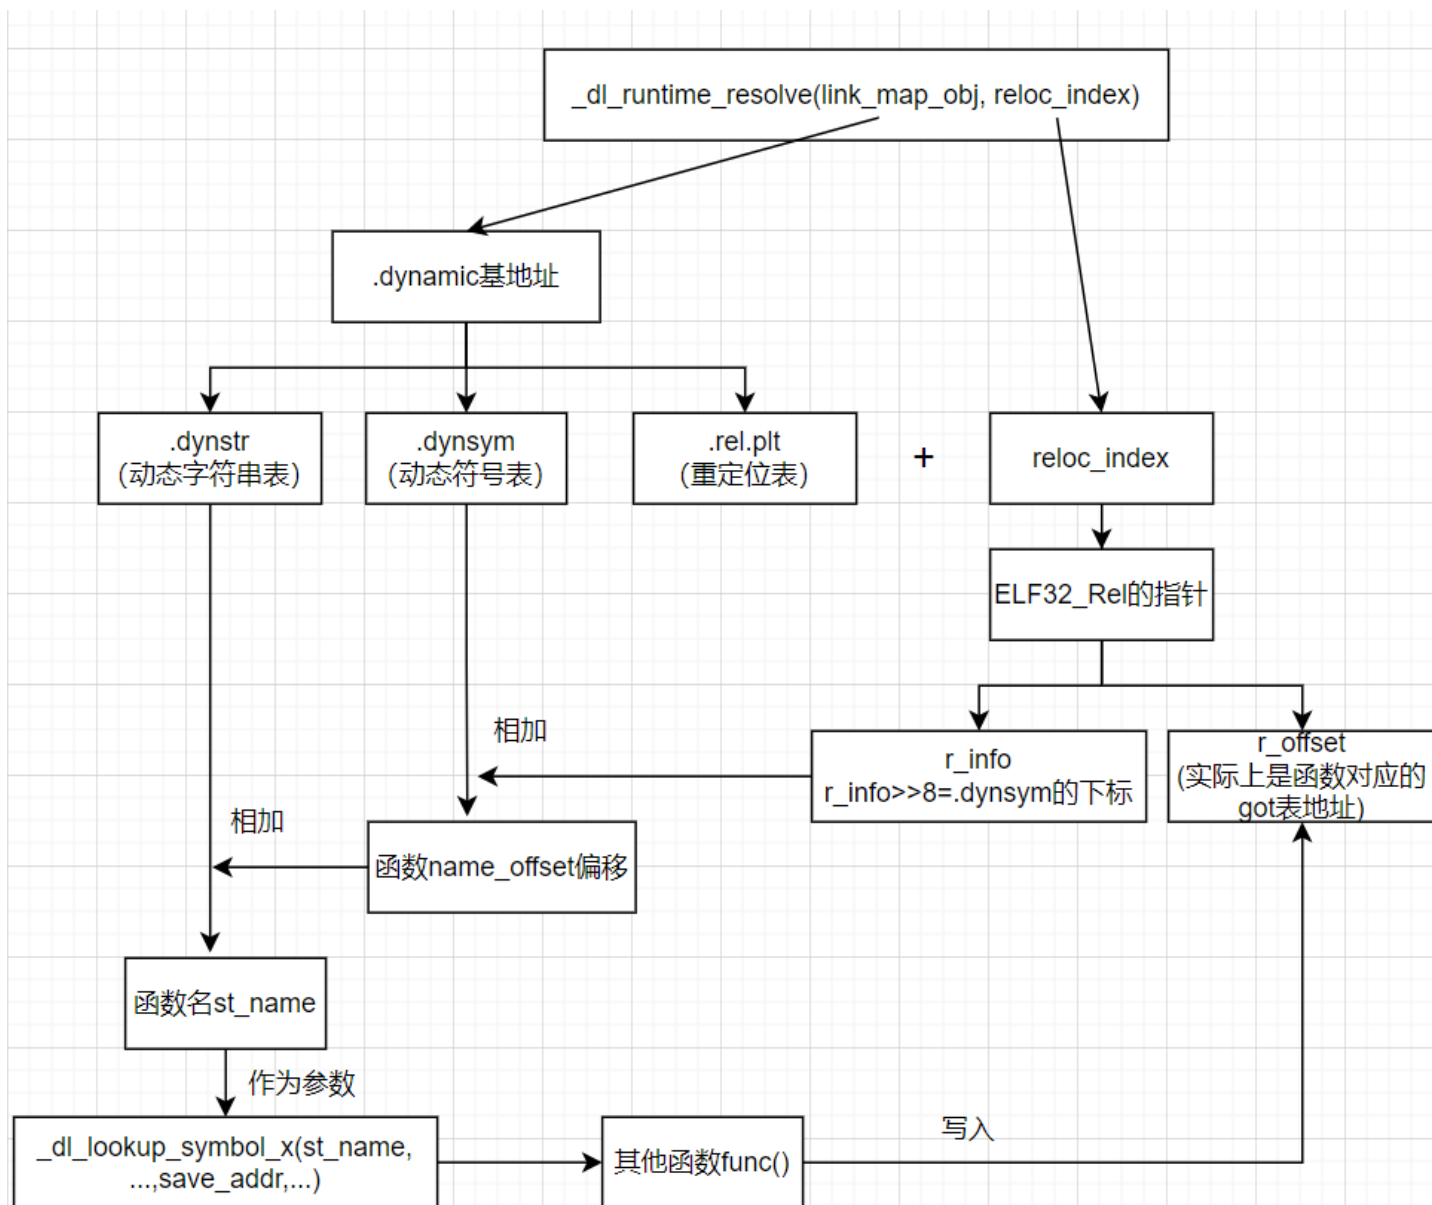 _dl_runtime_resolve(link_map_obj, reloc_index)
.dynamic基地址
.dynstr
（动态字符串表）
.dynsym
（动态符号表）
.rel.plt
（重定位表）
+
reloc_index
ELF32_Rel的指针
相加
r_info
r_info>>8=.dynsym的下标
r_offset
(实际上是函数对应的
got表地址)
相加
函数name_offset偏移
函数名st_name
作为参数
_dl_lookup_symbol_x(st_name,
...,save_addr,...)
其他函数func()
写入